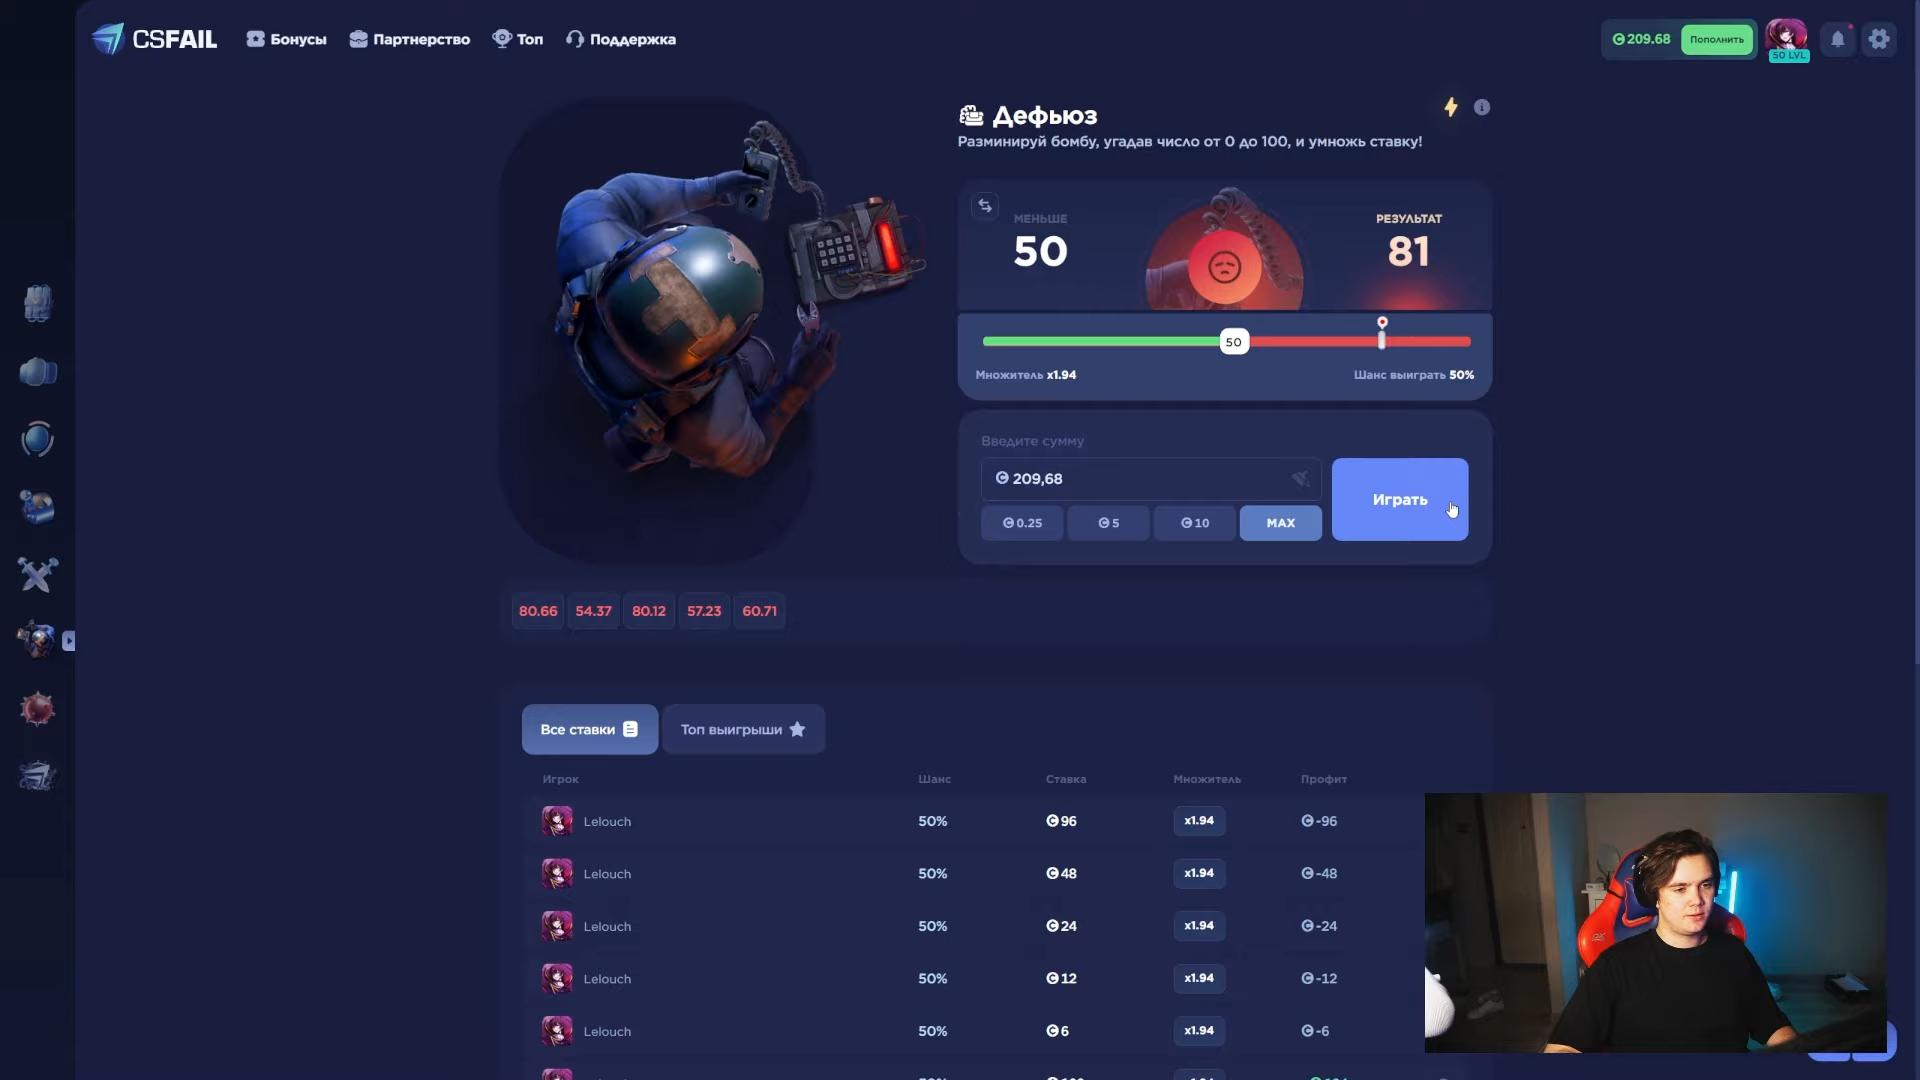 CSFAIL
Бонусы
Партнерство
Топ
Поддержка
209.68
Пополнить
50 LVL
Дефьюз
Разминируй бомбу, угадав число от 0 до 100, и умножь ставку!
МЕНЬШЕ
50
РЕЗУЛЬТАТ
81
50
Множитель x1.94
Шанс выиграть 50%
Введите сумму
209,68
Играть
0.25
5
10
MAX
80.66
54.37
80.12
57.23
60.71
Все ставки
Топ выигрыши
Игрок
Шанс
Ставка
Множитель
Профит
Lelouch
50%
96
x1.94
-96
Lelouch
50%
48
x1.94
-48
Lelouch
50%
24
x1.94
-24
Lelouch
50%
12
x1.94
-12
Lelouch
50%
6
x1.94
-6